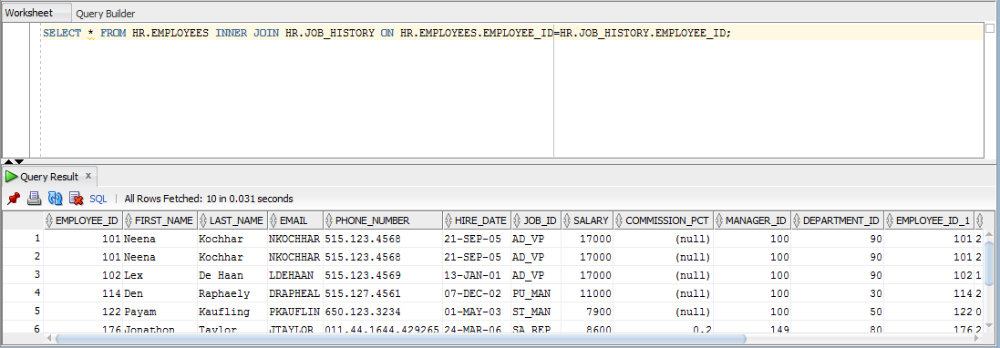 Worksheet Query Builder
SELECT * FROM HR.EMPLOYEES INNER JOIN HR.JOB_HISTORY ON HR.EMPLOYEES.EMPLOYEE_ID=HR.JOB_HISTORY.EMPLOYEE_ID;
Query Result x
SQL | All Rows Fetched: 10 in 0.031 seconds
EMPLOYEE_ID FIRST_NAME LAST_NAME EMAIL PHONE_NUMBER HIRE_DATE JOB_ID SALARY COMMISSION_PCT MANAGER_ID DEPARTMENT_ID EMPLOYEE_ID_1
1 101 Neena Kochhar NKOCHHAR 515.123.4568 21-SEP-05 AD_VP 17000 (null) 100 90 101 2
2 101 Neena Kochhar NKOCHHAR 515.123.4568 21-SEP-05 AD_VP 17000 (null) 100 90 101 2
3 102 Lex De Haan LDEHAAN 515.123.4569 13-JAN-01 AD_VP 17000 (null) 100 90 102 1
4 114 Den Raphaely DRAPHEAL 515.127.4561 07-DEC-02 PU_MAN 11000 (null) 100 30 114 2
5 122 Payam Kaufling PKAUFLIN 650.123.3234 01-MAY-03 ST_MAN 7900 (null) 100 50 122 0
6 176 Jonathon Taylor JTAYLOR 011.44.1644.429265 24-MAR-06 SA_REP 8600 0.2 149 80 176 2